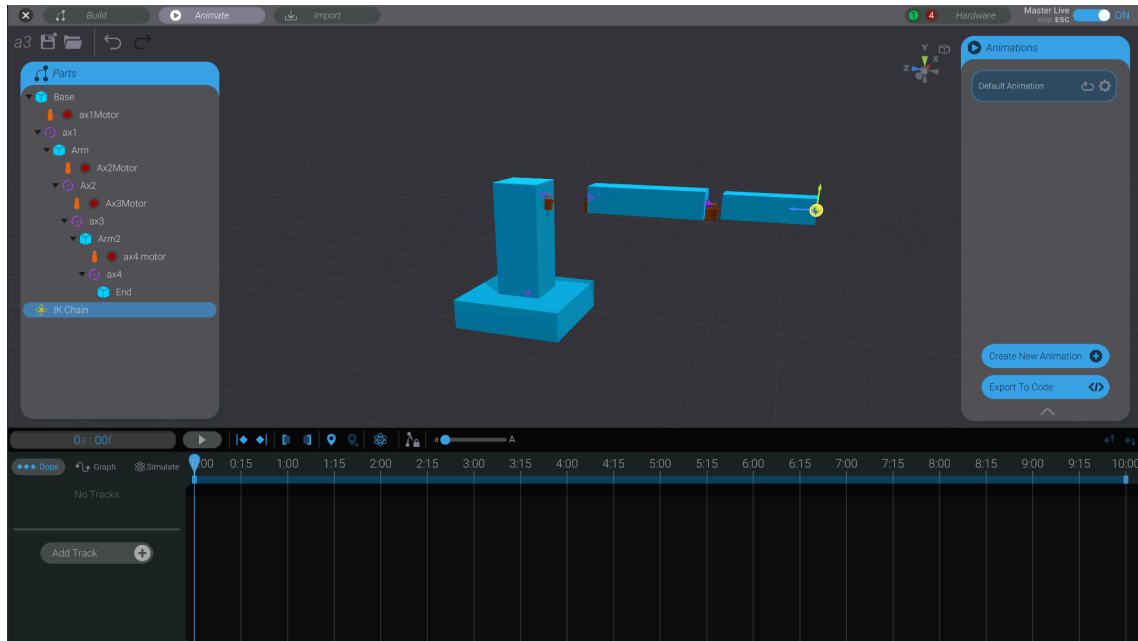 Build
Animate
Import
1
4
Hardware
Master Live
stop: ESC
ON
a3
Parts
Base
ax1Motor
ax1
Arm
Ax2Motor
Ax2
Ax3Motor
ax3
Arm2
ax4 motor
ax4
End
IK Chain
Y
X
Z
Animations
Default Animation
Create New Animation
Export To Code </>
0s : 00f
a A
Dope
Graph
Simulate
:00 0:15 1:00 1:15 2:00 2:15 3:00 3:15 4:00 4:15 5:00 5:15 6:00 6:15 7:00 7:15 8:00 8:15 9:00 9:15 10:00
No Tracks
Add Track